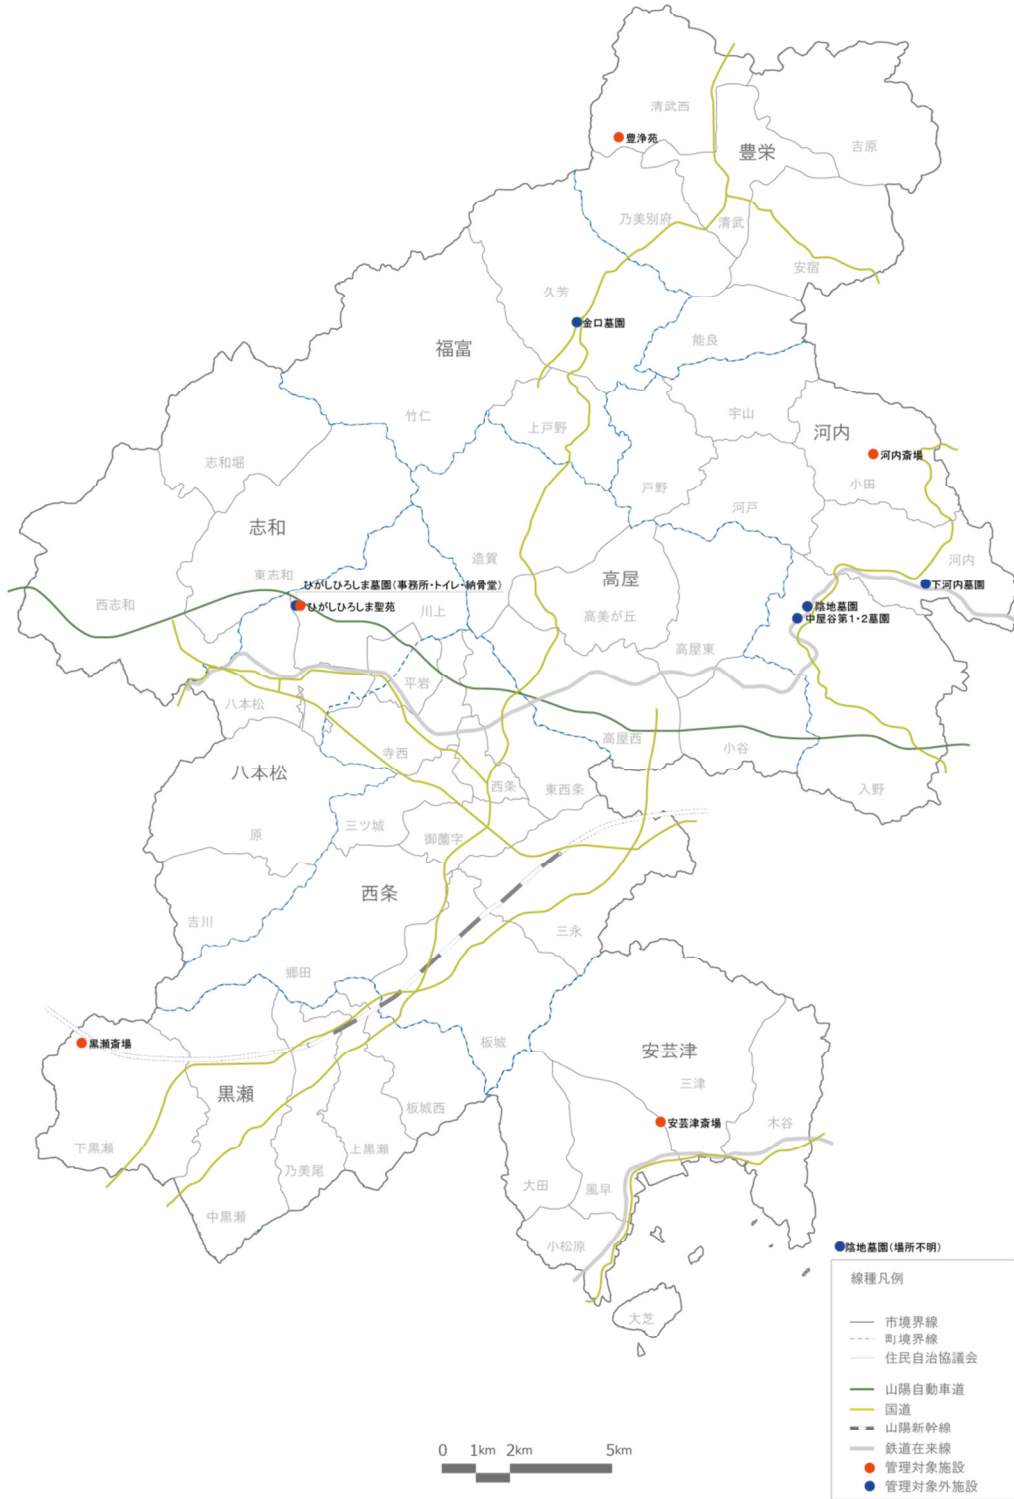 清武西
豊浄苑
豊栄
吉原
乃美別府
清武
安宿
久芳
金口墓園
能良
福富
竹仁
上戸野
宇山
河内
河内斎場
小田
志和堀
戸野
河戸
志和
造賀
高屋
河内
東志和
ひがしひろしま墓園(事務所・トイレ・納骨堂)
ひがしひろしま聖苑
西志和
川上
高美が丘
下河内墓園
陰地墓園
中屋谷第1・2墓園
高屋東
平岩
八本松
寺西
高屋西
小谷
八本松
西条
東西条
入野
原
三ツ城
御薗宇
西条
吉川
三永
郷田
黒瀬斎場
板城
安芸津
三津
黒瀬
板城西
安芸津斎場
木谷
下黒瀬
上黒瀬
乃美尾
大田
風早
中黒瀬
小松原
大芝
陰地墓園(場所不明)
線種凡例
市境界線
町境界線
住民自治協議会
山陽自動車道
国道
山陽新幹線
鉄道在来線
管理対象施設
管理対象外施設
0 1km 2km 5km